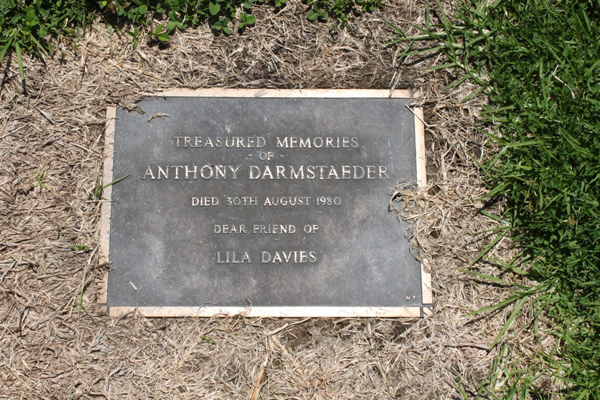 TREASURED MEMORIES
- OF -
ANTHONY DARMSTAEDER
DIED 30TH AUGUST 1980
DEAR FRIEND OF
LILA DAVIES